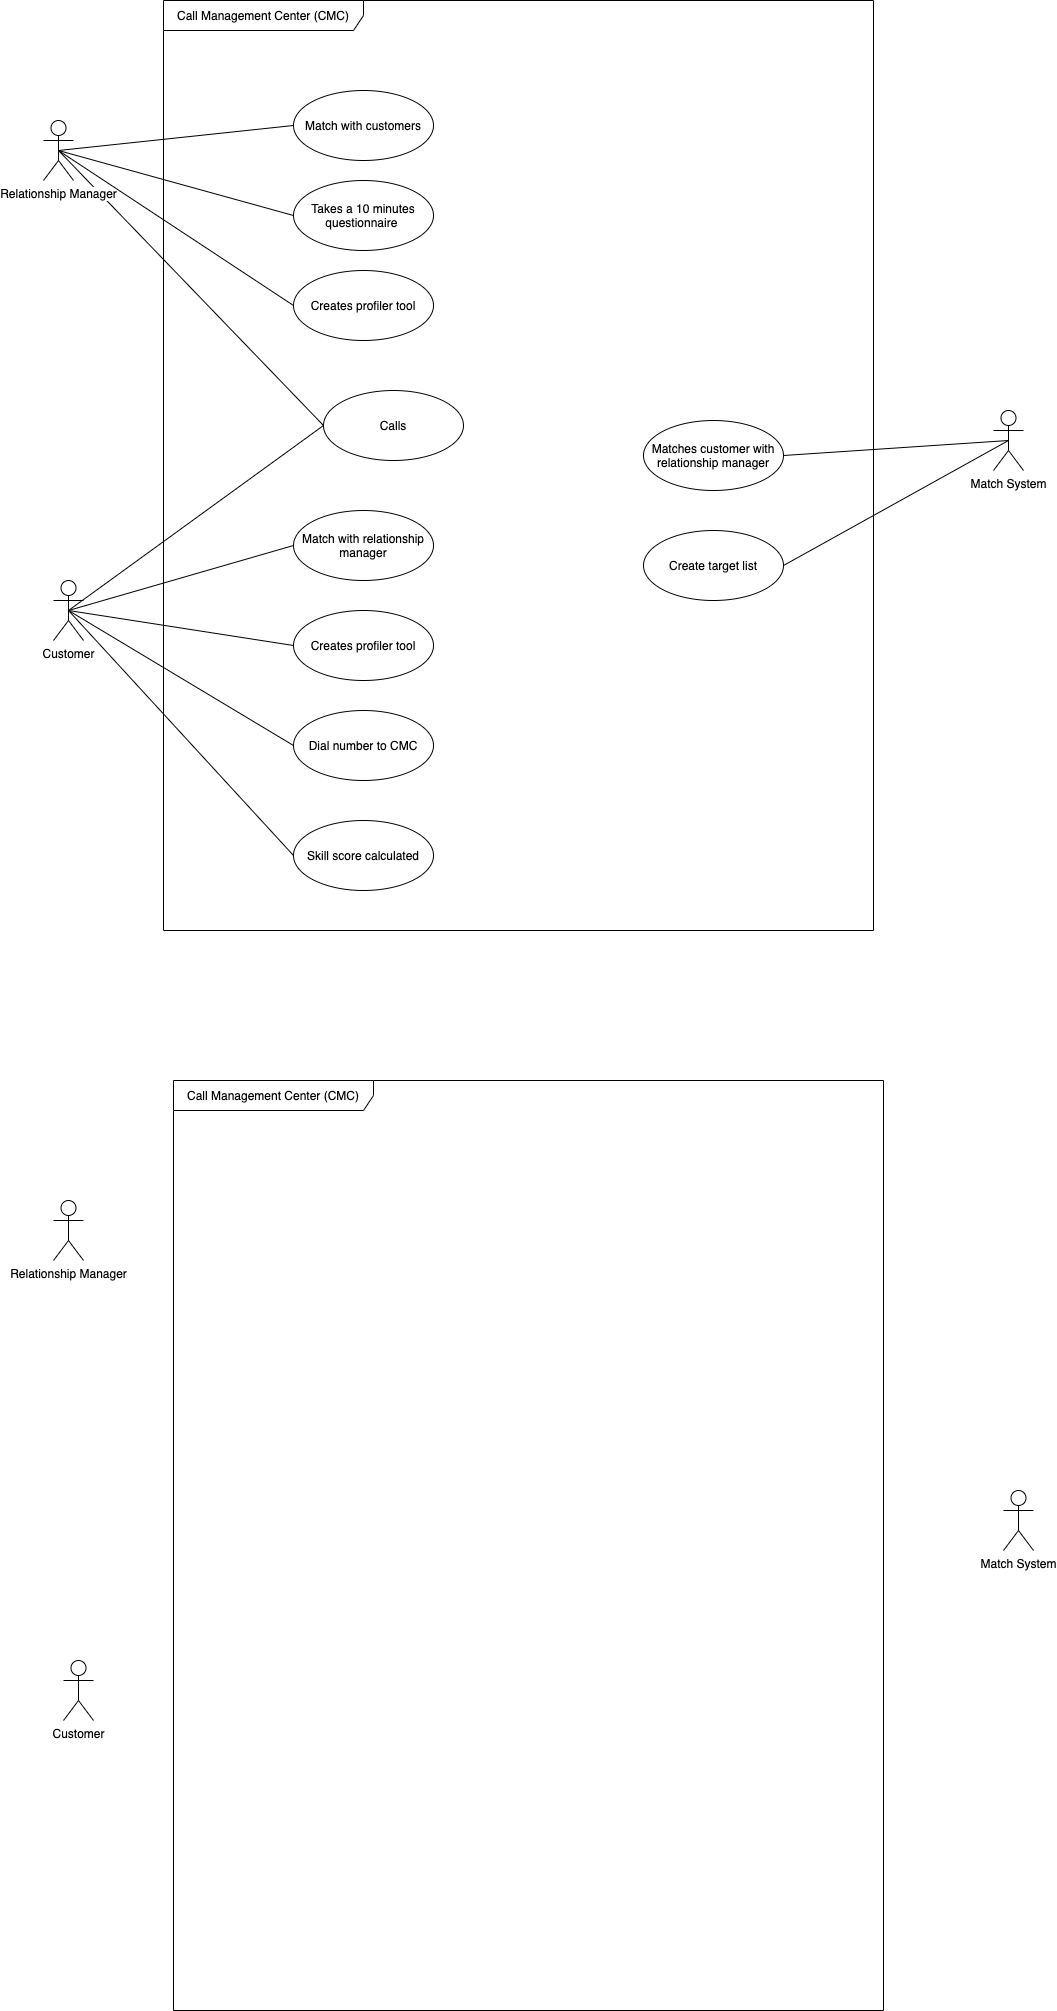 Call Management Center (CMC)
Match with customers
Relationship Manager
Takes a 10 minutes
questionnaire
Creates profiler tool
Calls
Matches customer with
relationship manager
Match System
Match with relationship
manager
Create target list
Customer
Creates profiler tool
Dial number to CMC
Skill score calculated
Call Management Center (CMC)
Relationship Manager
Match System
Customer